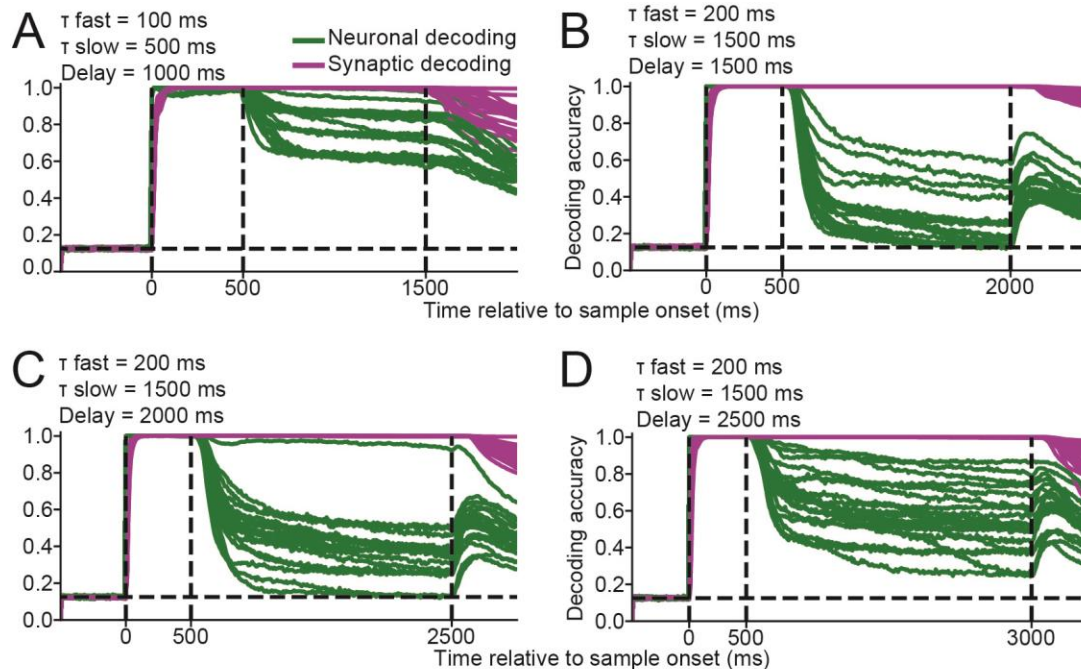 A
τ fast = 100 ms
τ slow = 500 ms
Delay = 1000 ms
Neuronal decoding
Synaptic decoding
1.0
0.8
0.6
0.4
0.2
0.0
0
500
1500
B
τ fast = 200 ms
τ slow = 1500 ms
Delay = 1500 ms
Decoding accuracy
1.0
0.8
0.6
0.4
0.2
0.0
0
500
2000
Time relative to sample onset (ms)
C
τ fast = 200 ms
τ slow = 1500 ms
Delay = 2000 ms
1.0
0.8
0.6
0.4
0.2
0.0
0
500
2500
D
τ fast = 200 ms
τ slow = 1500 ms
Delay = 2500 ms
Decoding accuracy
1.0
0.8
0.6
0.4
0.2
0.0
0
500
3000
Time relative to sample onset (ms)